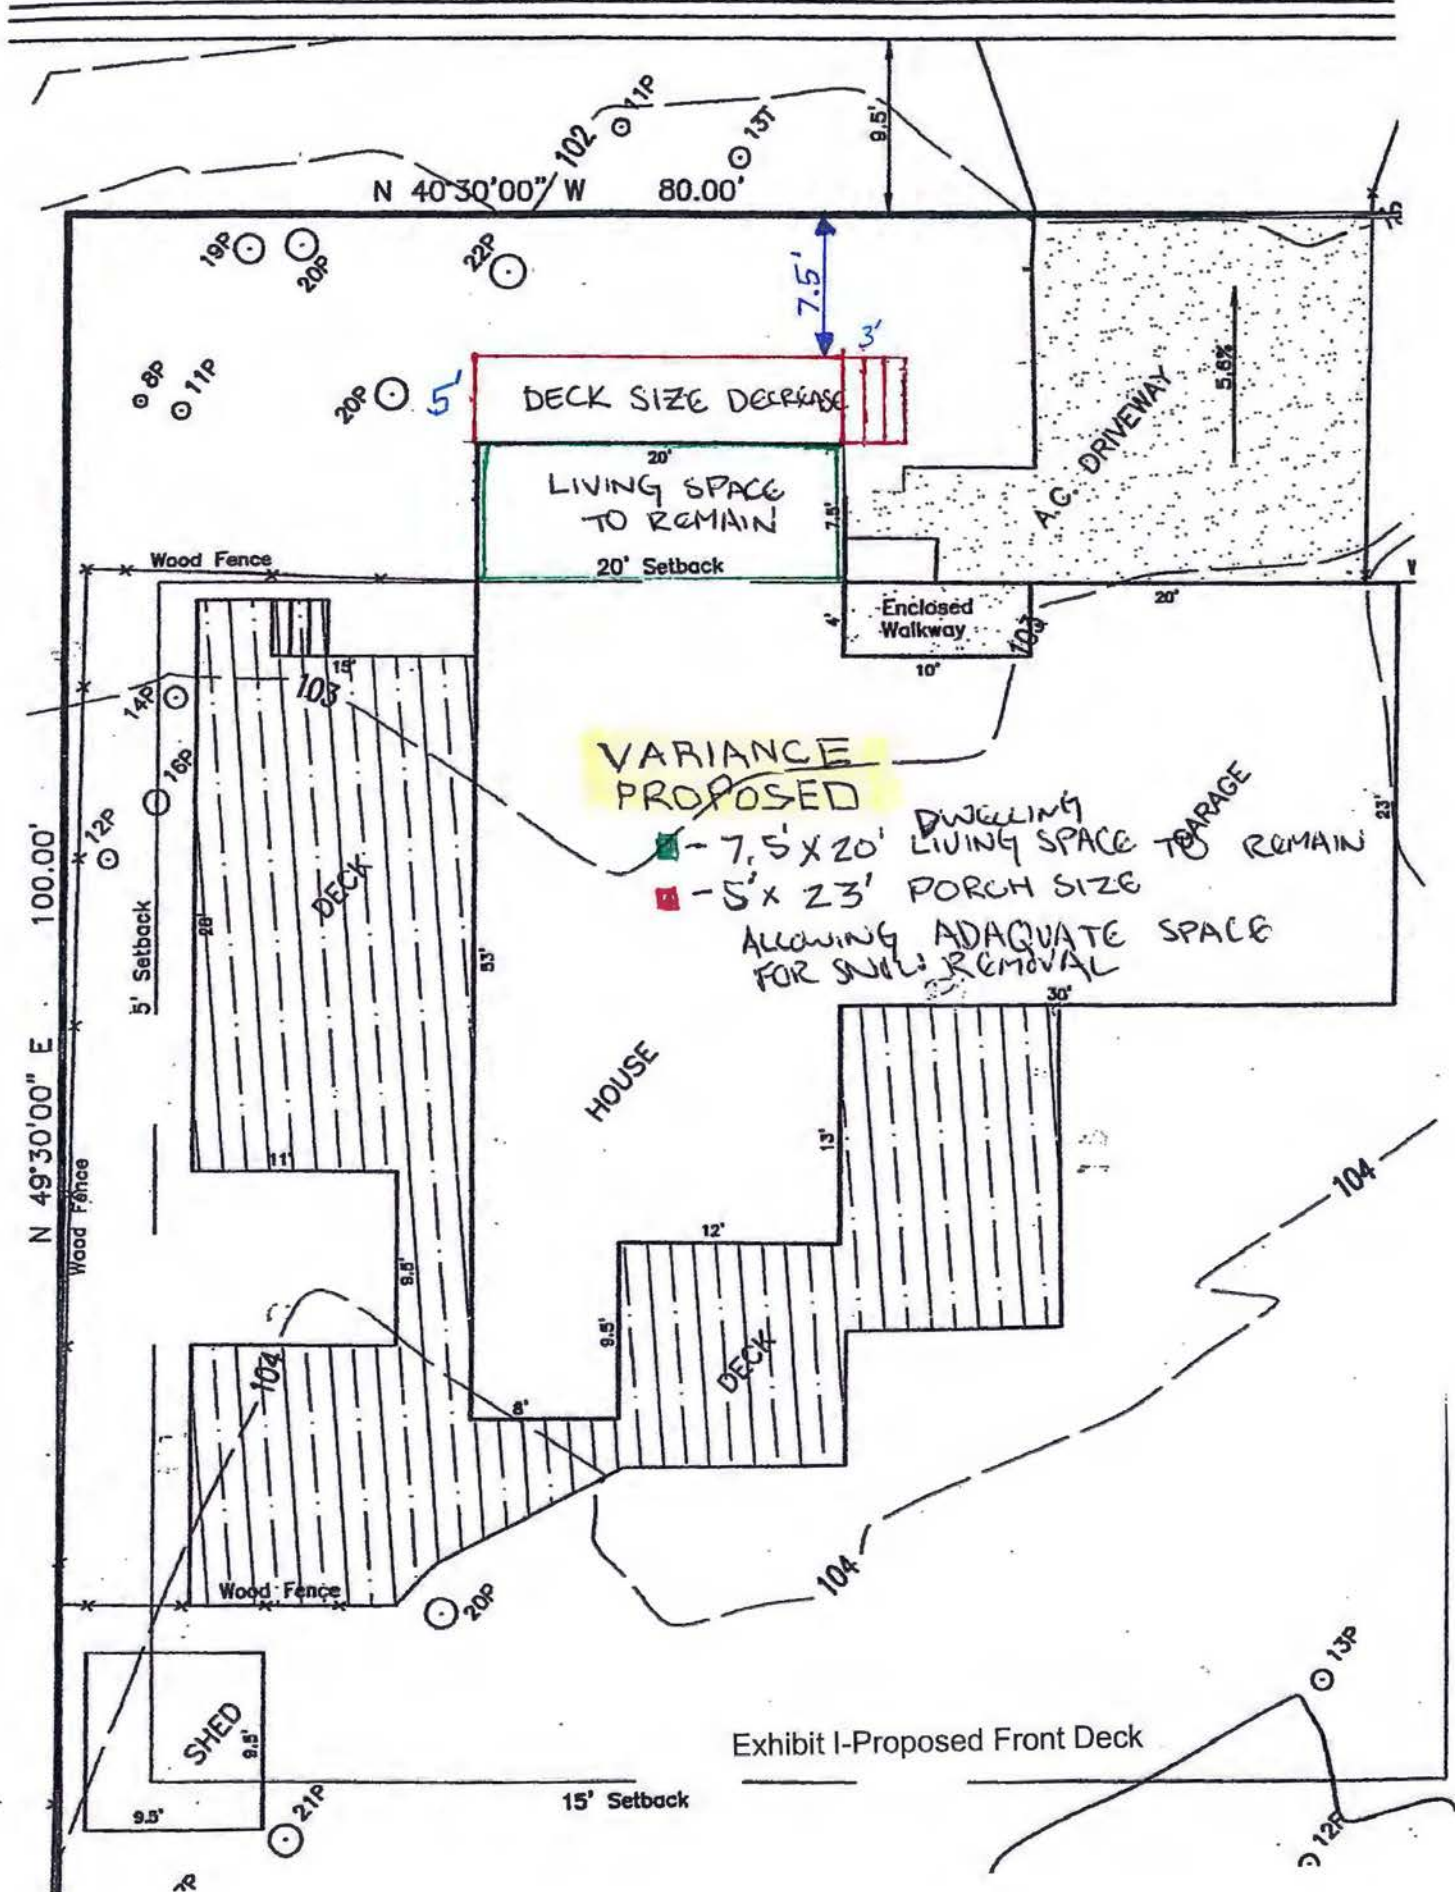 11P
13T
102
9.5'
N 40°30'00" W 80.00'
19P
20P
22P
7.5'
3'
8P
11P
20P
5'
DECK SIZE DECREASE
5.6%
A.C. DRIVEWAY
20'
LIVING SPACE
TO REMAIN
7.5'
20' Setback
Wood Fence
Enclosed
Walkway
4'
10'
103
20'
15'
103
14P
16P
12P
VARIANCE
PROPOSED
DWELLING
- 7.5' X 20' LIVING SPACE TO REMAIN
- 5' X 23' PORCH SIZE
ALLOWING ADAQUATE SPACE
FOR REMOVAL
GARAGE
23'
DECK
28'
53'
5' Setback
N 49°30'00" E 100.00'
Wood Fence
30'
HOUSE
13'
11'
9.5'
12'
9.5'
DECK
8'
104
104
104
Wood Fence
20P
SHED
9.5'
9.5'
21P
13P
12P
Exhibit I-Proposed Front Deck
15' Setback